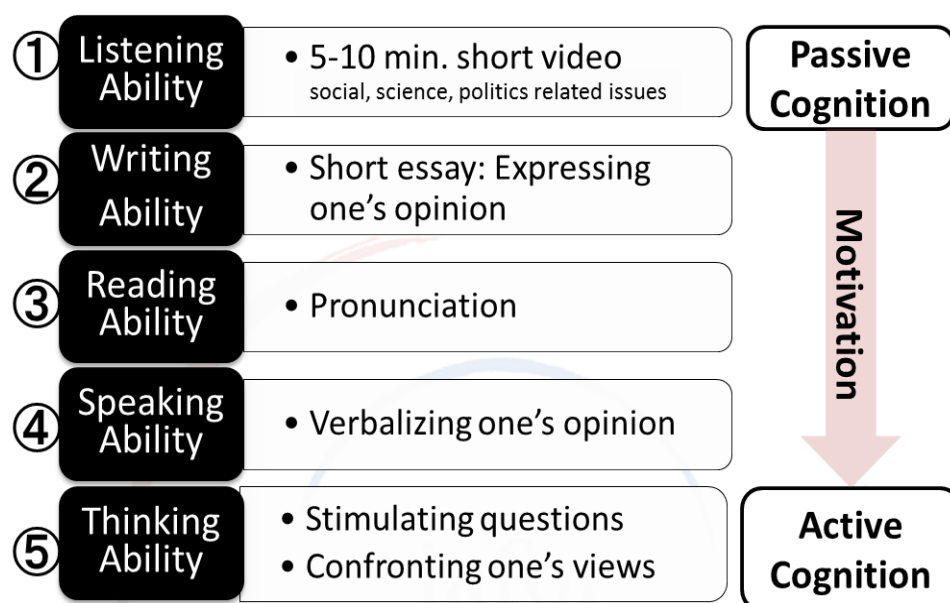 ①
Listening
Ability
• 5-10 min. short video
social, science, politics related issues
Passive
Cognition
②
Writing
Ability
• Short essay: Expressing
one’s opinion
③
Reading
Ability
• Pronunciation
Motivation
④
Speaking
Ability
• Verbalizing one’s opinion
⑤
Thinking
Ability
• Stimulating questions
• Confronting one’s views
Active
Cognition